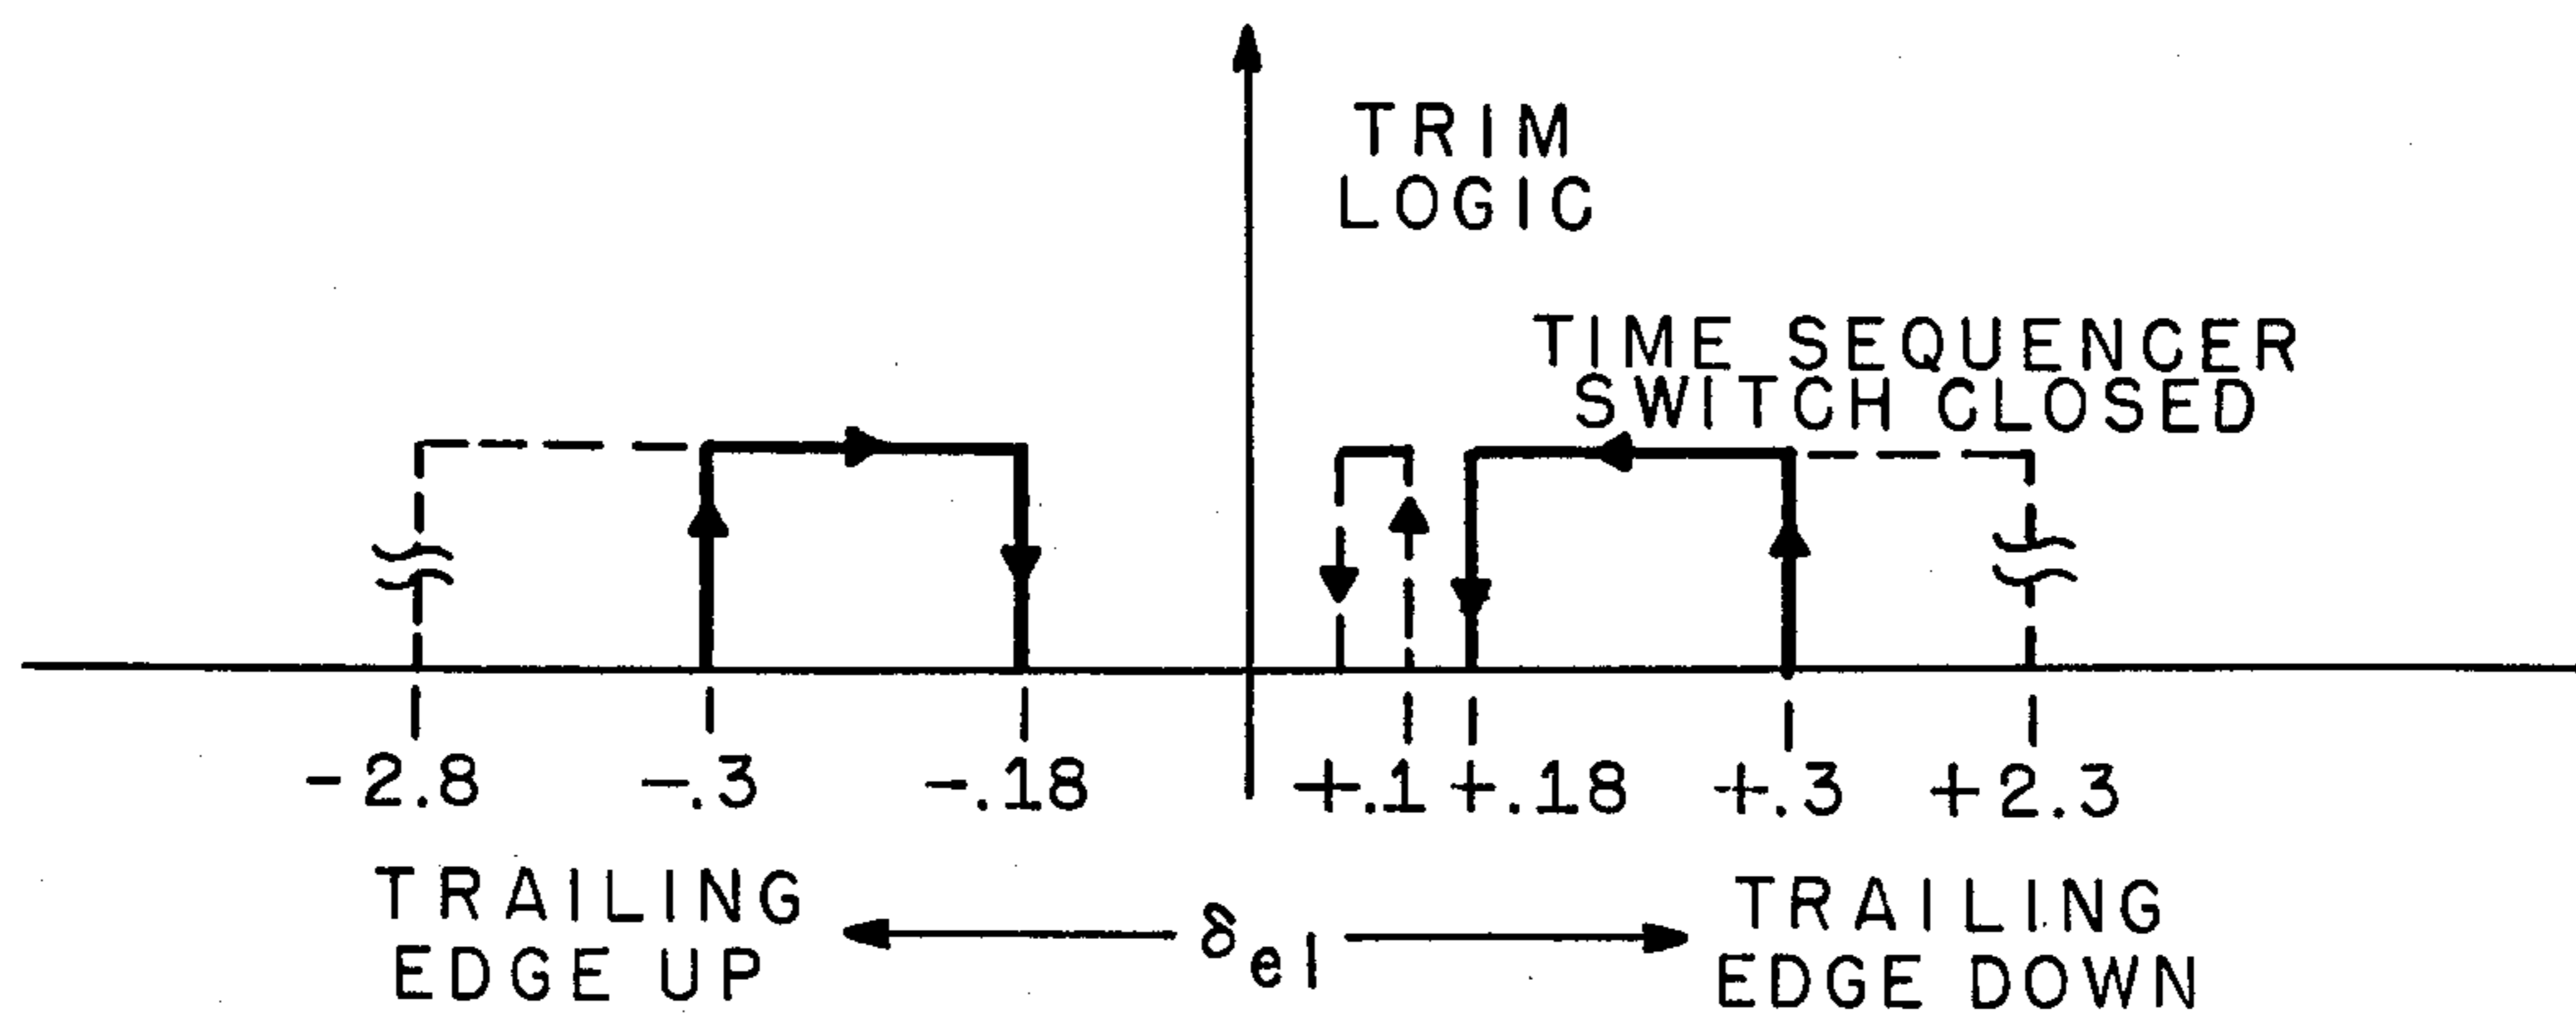 TRIM
LOGIC
TIME SEQUENCER
SWITCH CLOSED
-2.8 -.3 -.18 +.1 +.18 +.3 +2.3
TRAILING
EDGE UP
δel
TRAILING
EDGE DOWN